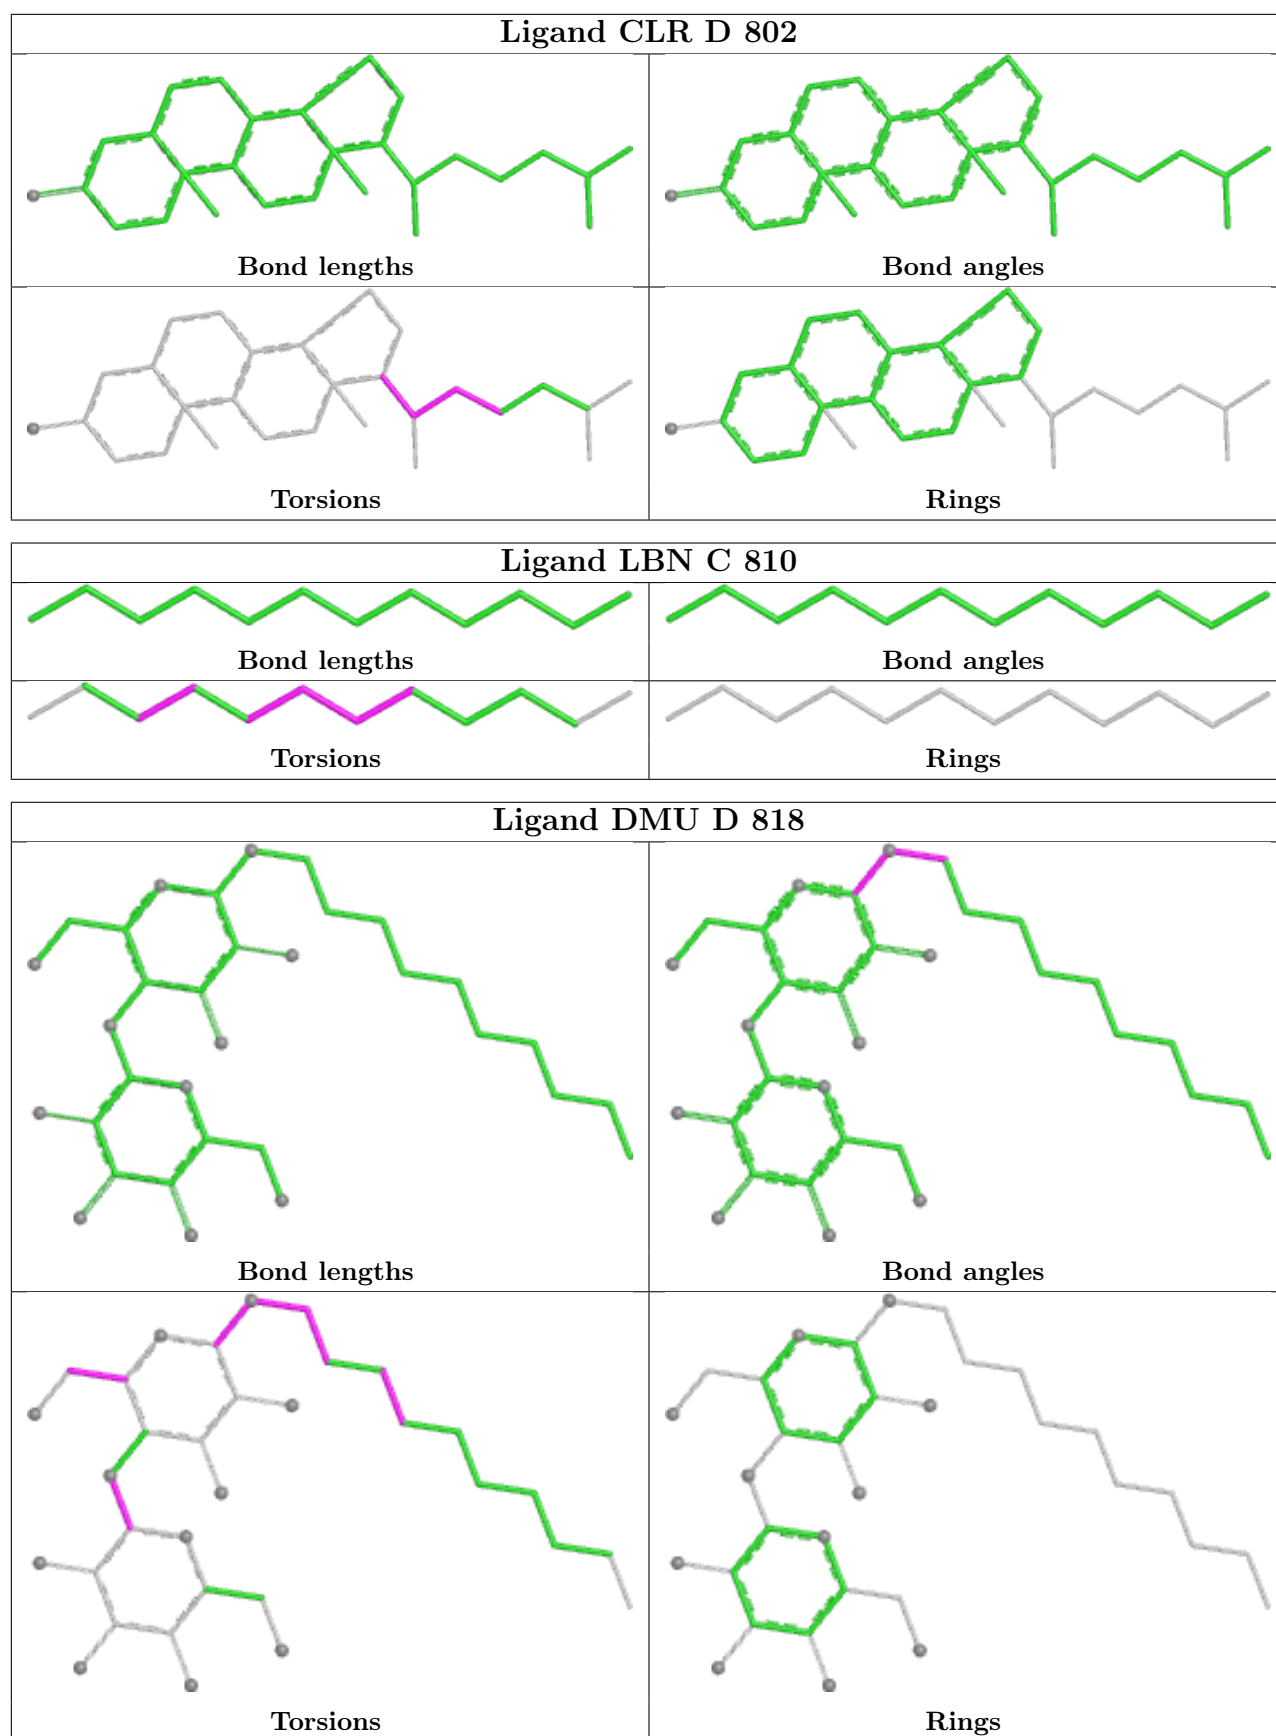 Ligand CLR D 802
Bond lengths
Bond angles
Torsions
Rings
Ligand LBN C 810
Bond lengths
Bond angles
Torsions
Rings
Ligand DMU D 818
Bond lengths
Bond angles
Torsions
Rings